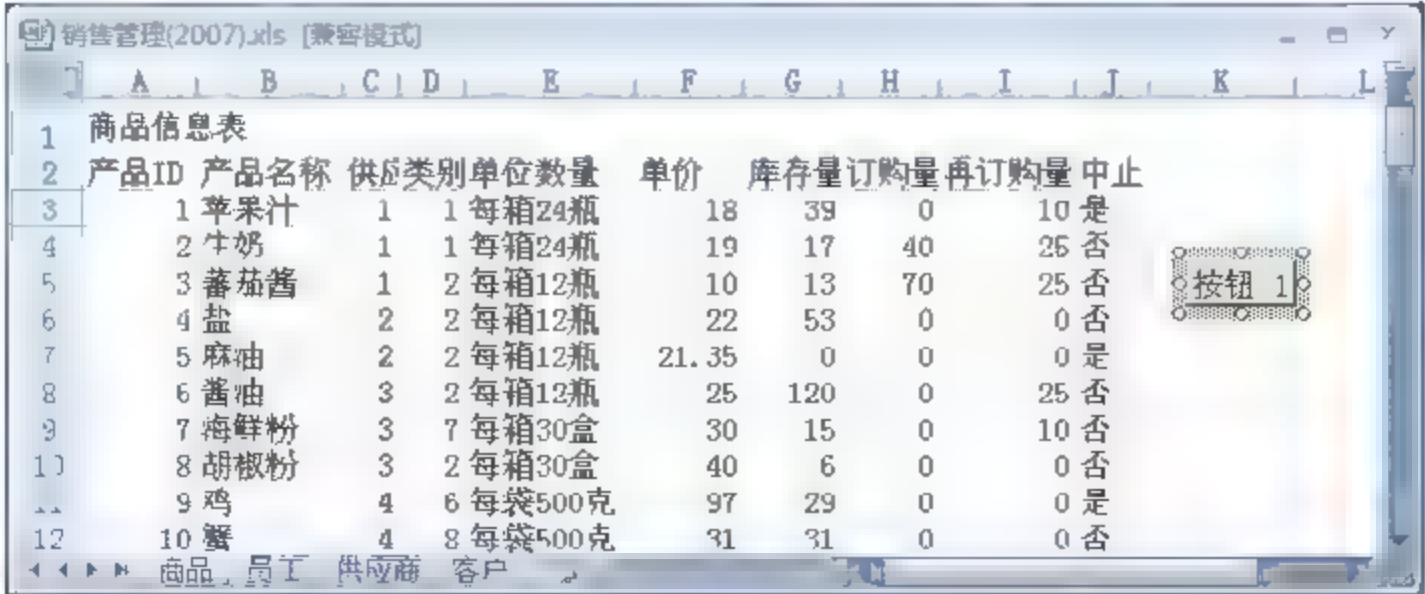 销售管理(2007).xls [兼容模式]
A B C D E F G H I J K L
1 商品信息表
2 产品ID 产品名称 供应类别单位数量 单价 库存量订购量再订购量中止
3 1 苹果汁 1 1 每箱24瓶 18 39 0 10 是
4 2 牛奶 1 1 每箱24瓶 19 17 40 25 否
5 3 蕃茄酱 1 2 每箱12瓶 10 13 70 25 否
6 4 盐 2 2 每箱12瓶 22 53 0 0 否
7 5 麻油 2 2 每箱12瓶 21.35 0 0 0 是
8 6 酱油 3 2 每箱12瓶 25 120 0 25 否
9 7 海鲜粉 3 7 每箱30盒 30 15 0 10 否
10 8 胡椒粉 3 2 每箱30盒 40 6 0 0 否
9 鸡 4 6 每袋500克 97 29 0 0 是
12 10 蟹 4 8 每袋500克 31 31 0 0 否
按钮 1
商品 员工 供应商 客户